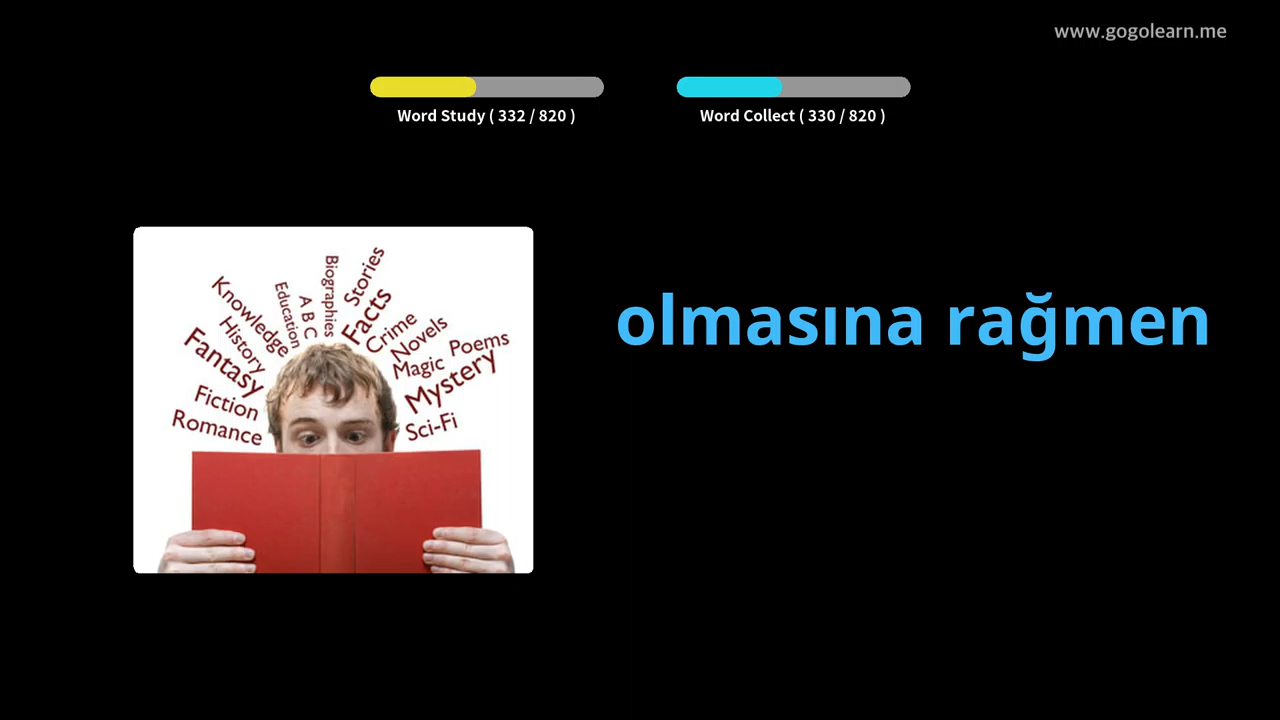 www.gogolearn.me
Word Study ( 332 / 820 )
Word Collect ( 330 / 820 )
olmasına rağmen
Knowledge
History
Fantasy
Fiction
Romance
Education
A B C
Biographies
Stories
Facts
Crime
Novels
Magic
Poems
Mystery
Sci-Fi